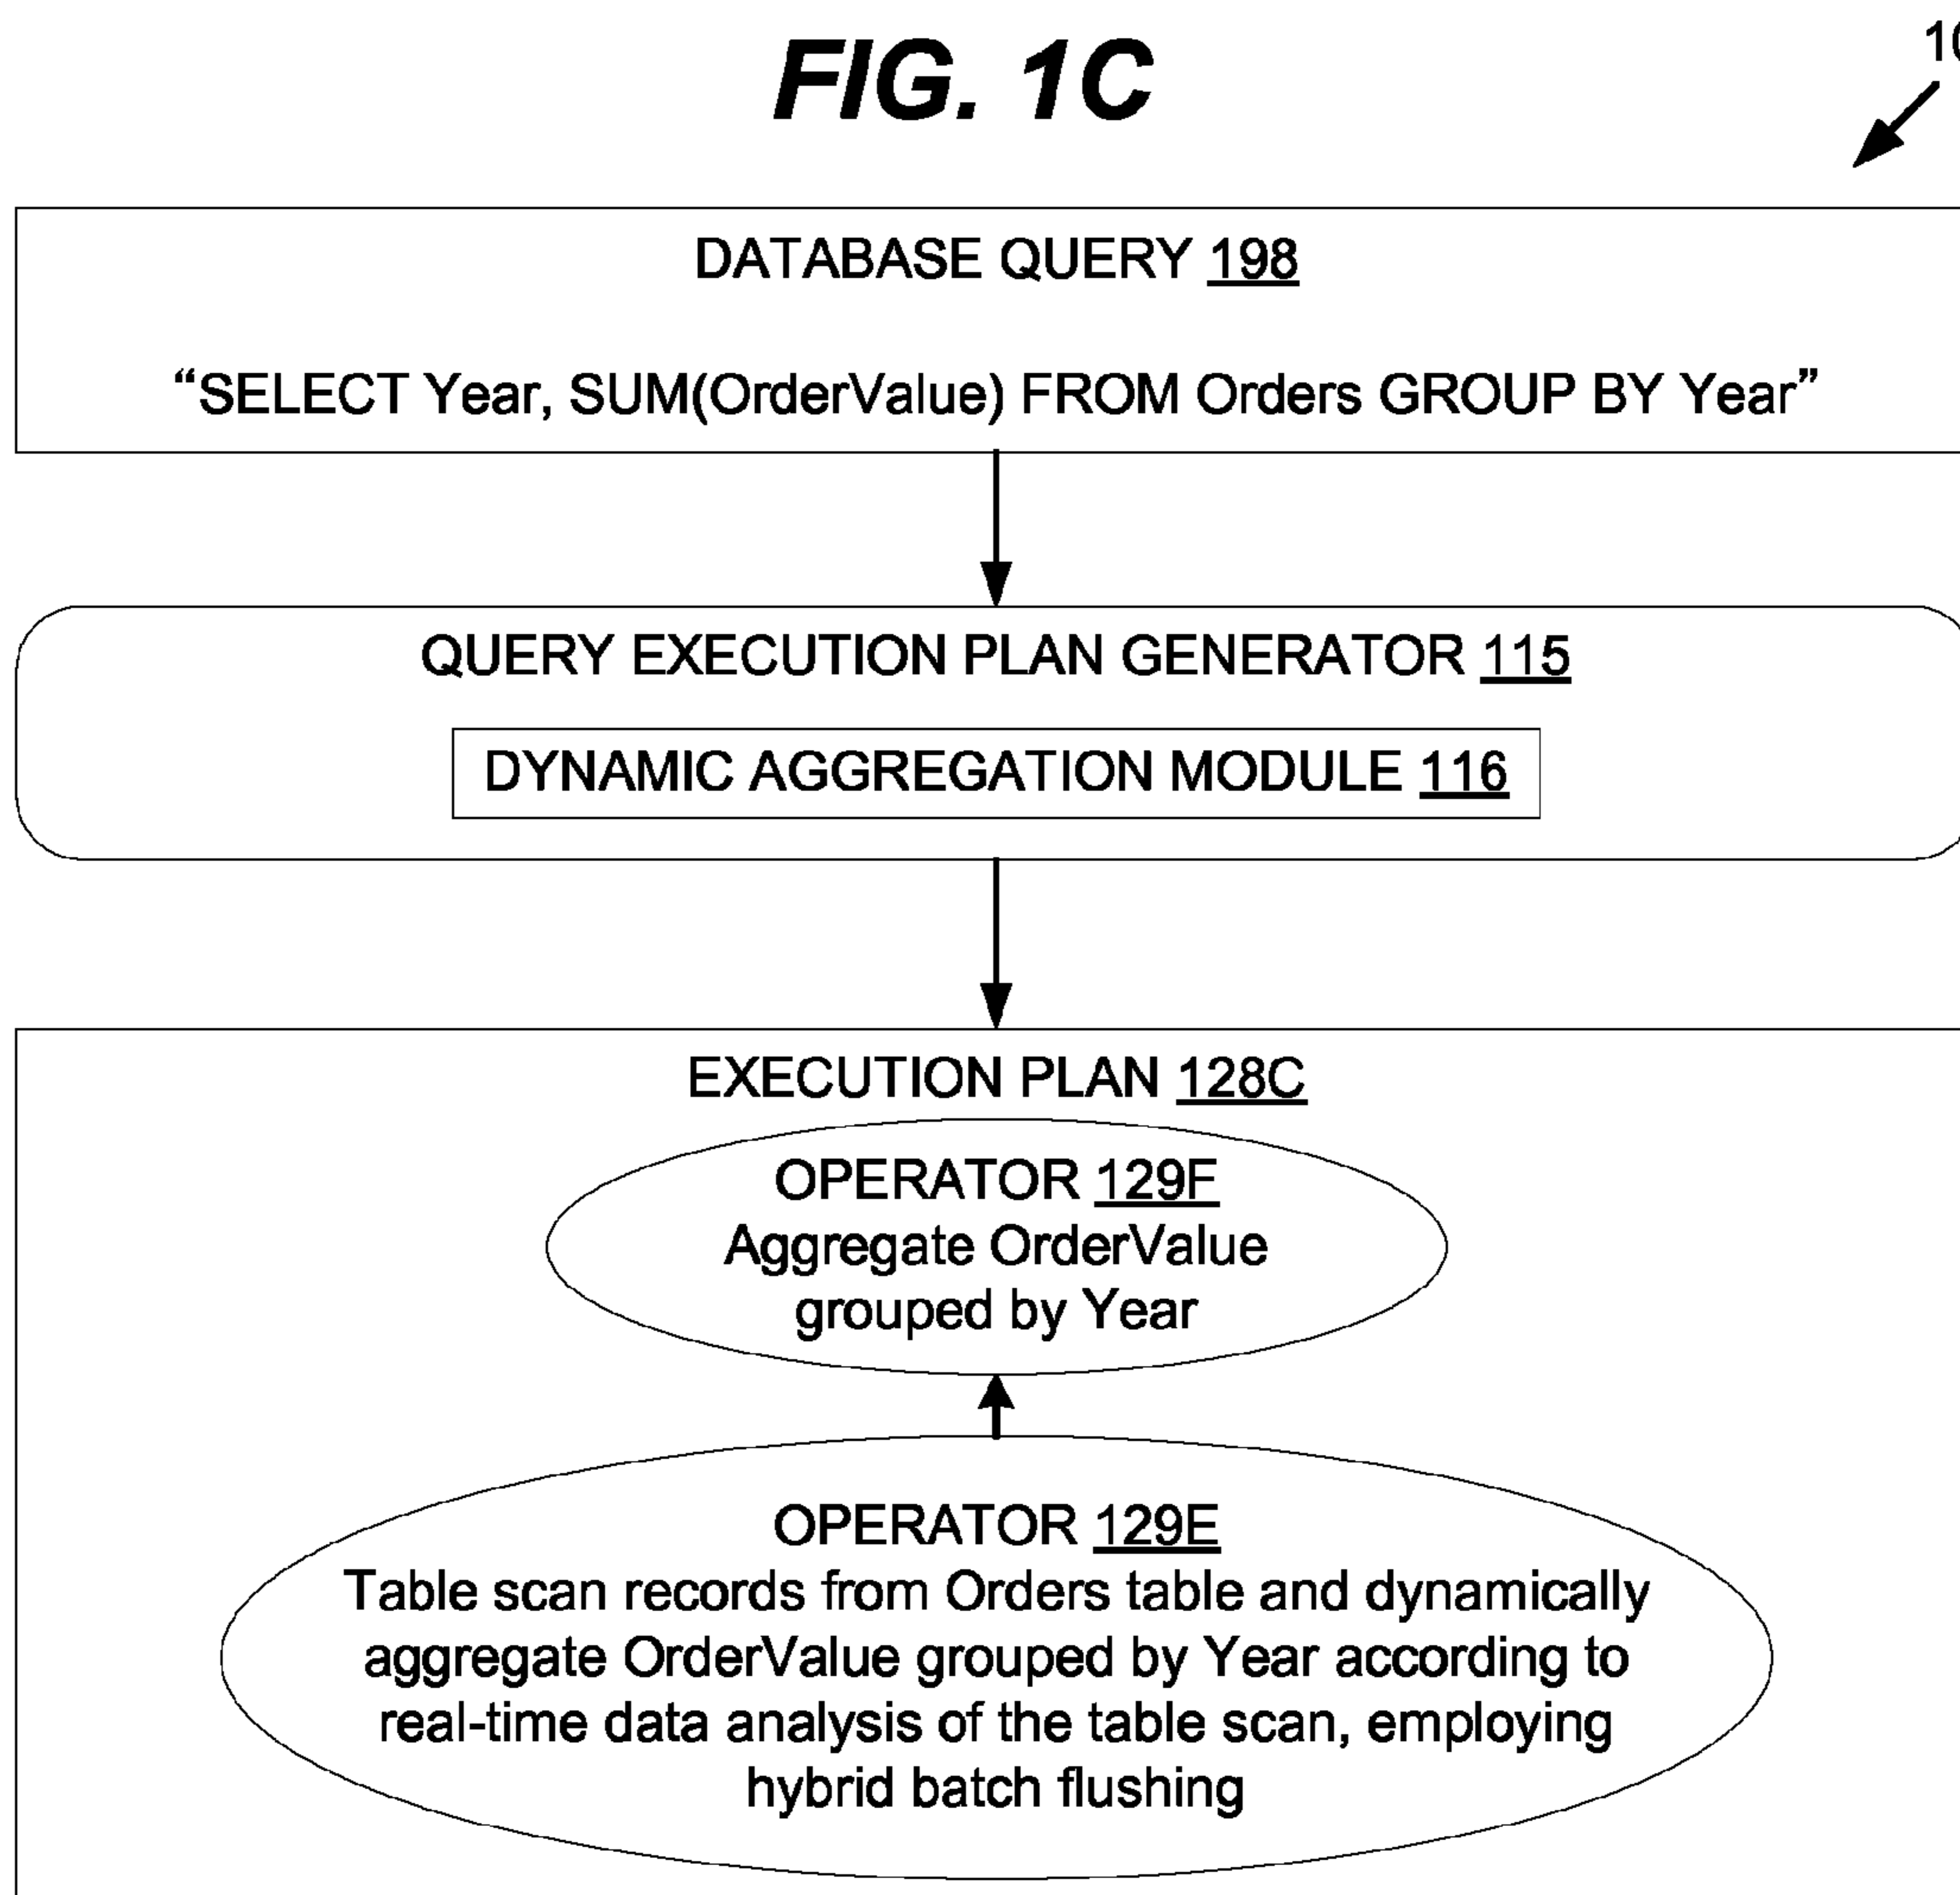 FIG. 1C
DATABASE QUERY 198
“SELECT Year, SUM(OrderValue) FROM Orders GROUP BY Year”
QUERY EXECUTION PLAN GENERATOR 115
DYNAMIC AGGREGATION MODULE 116
EXECUTION PLAN 128C
OPERATOR 129F
Aggregate OrderValue
grouped by Year
OPERATOR 129E
Table scan records from Orders table and dynamically
aggregate OrderValue grouped by Year according to
real-time data analysis of the table scan, employing
hybrid batch flushing